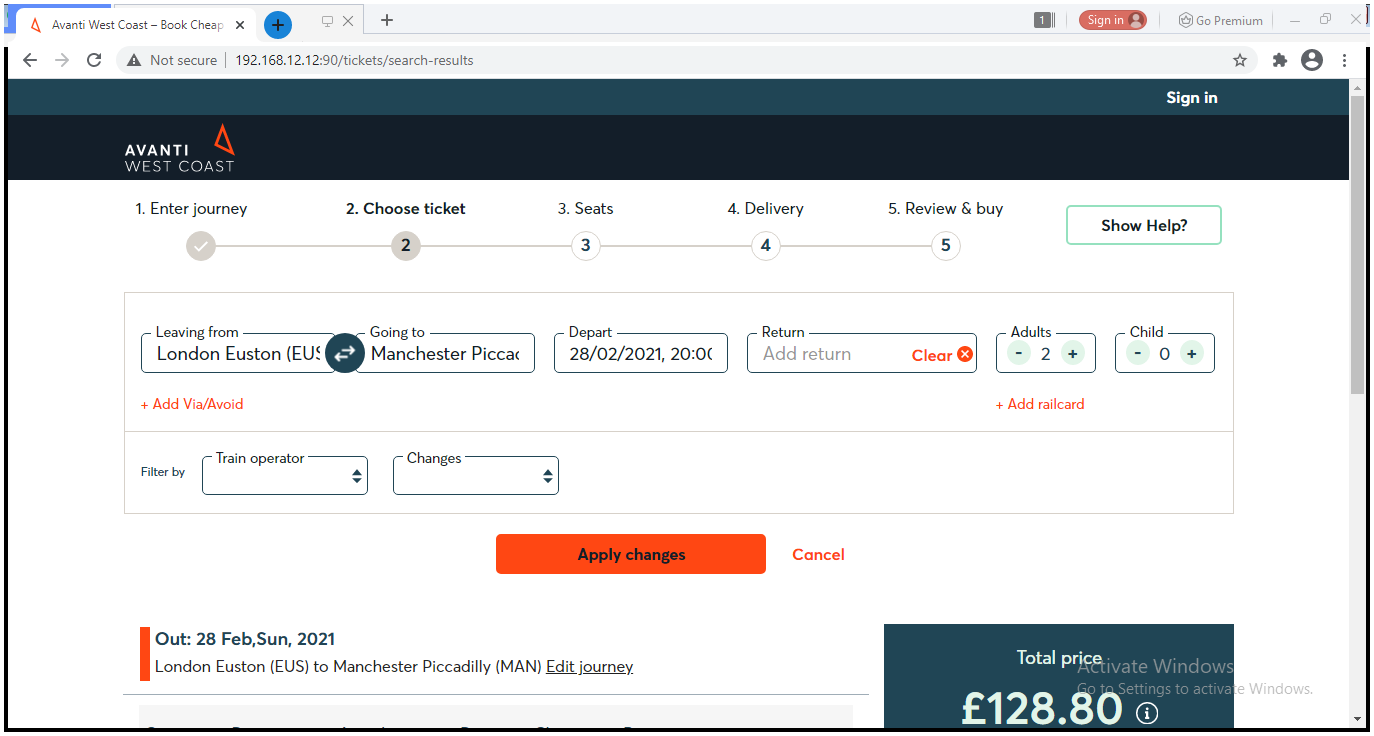 Avanti West Coast – Book Cheap
1
Sign in
Go Premium
Not secure
192.168.12.12:90/tickets/search-results
Sign in
AVANTI
WEST COAST
1. Enter journey
2. Choose ticket
3. Seats
4. Delivery
5. Review & buy
2
3
4
5
Show Help?
Leaving from
London Euston (EUS
Going to
Manchester Picca
Depart
28/02/2021, 20:00
Return
Add return
Clear
Adults
- 2 +
Child
- 0 +
+ Add Via/Avoid
+ Add railcard
Filter by
Train operator
Changes
Apply changes
Cancel
Out: 28 Feb,Sun, 2021
London Euston (EUS) to Manchester Piccadilly (MAN) Edit journey
Total price
£128.80
Activate Windows
Go to Settings to activate Windows.